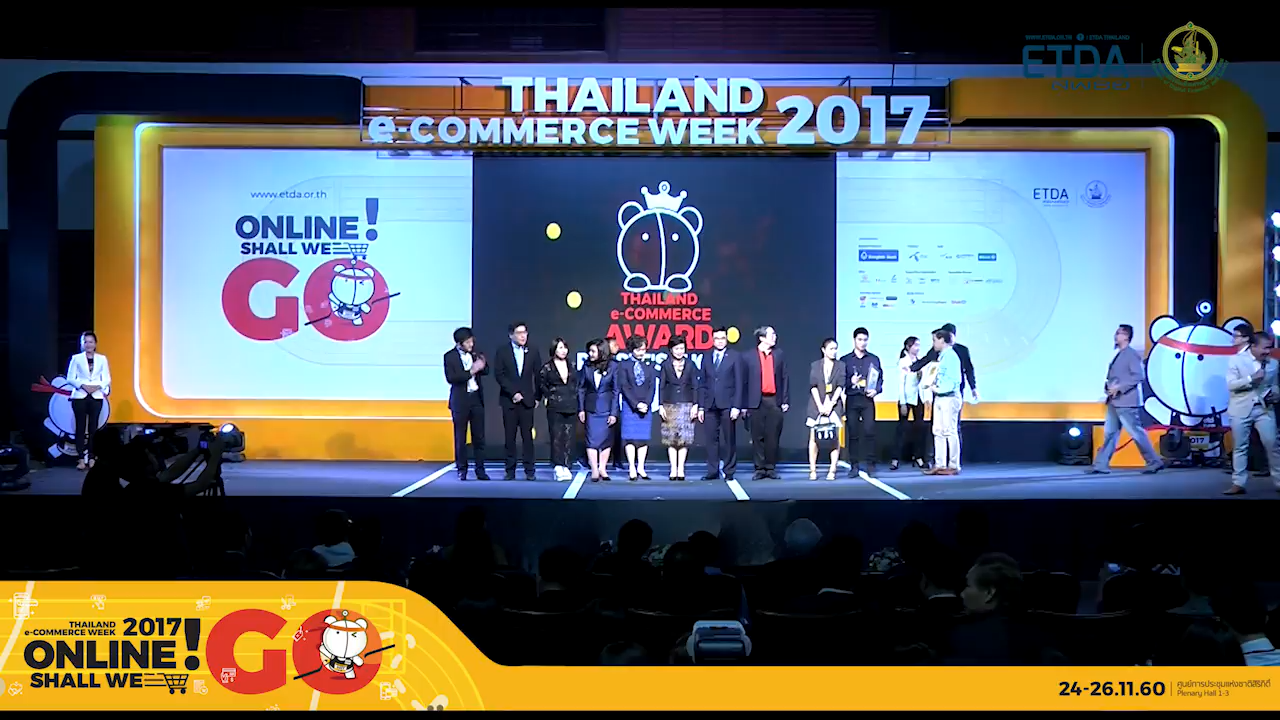 WWW.ETDA.OR.TH
ETDA THAILAND
ETDA
THAILAND
e-COMMERCE WEEK 2017
www.etda.or.th
ONLINE!
SHALL WE
GO
ETDA
THAILAND
e-COMMERCE
AWARD
Bangkok Bank
THAILAND
e-COMMERCE WEEK 2017
ONLINE!
SHALL WE
GO
24-26.11.60
ศูนย์การประชุมแห่งชาติสิริกิติ์
Plenary Hall 1-3